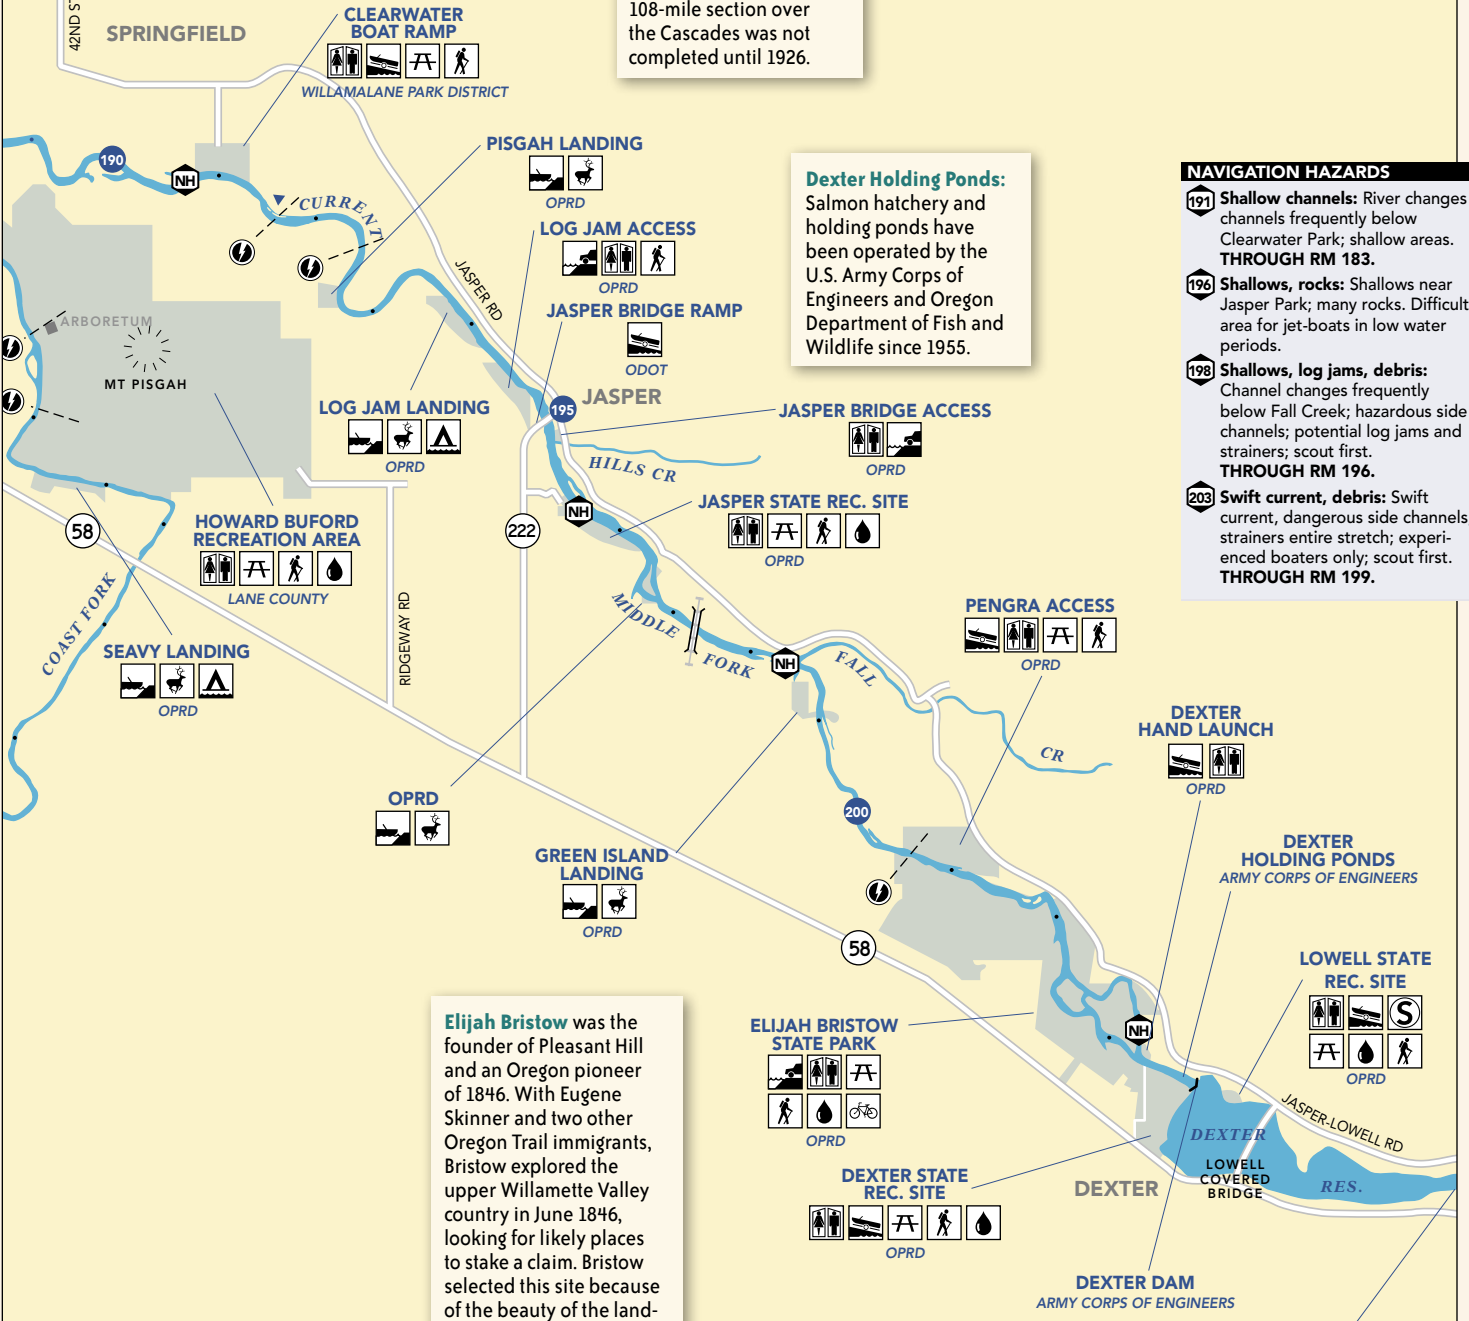 108-mile section over
the Cascades was not
completed until 1926.
42ND ST
SPRINGFIELD
CLEARWATER
BOAT RAMP
WILLAMALANE PARK DISTRICT
190
NH
CURRENT
PISGAH LANDING
OPRD
LOG JAM ACCESS
OPRD
JASPER RD
JASPER BRIDGE RAMP
ODOT
Dexter Holding Ponds:
Salmon hatchery and
holding ponds have
been operated by the
U.S. Army Corps of
Engineers and Oregon
Department of Fish and
Wildlife since 1955.
NAVIGATION HAZARDS
191 Shallow channels: River changes
channels frequently below
Clearwater Park; shallow areas.
THROUGH RM 183.
196 Shallows, rocks: Shallows near
Jasper Park; many rocks. Difficult
area for jet-boats in low water
periods.
198 Shallows, log jams, debris:
Channel changes frequently
below Fall Creek; hazardous side
channels; potential log jams and
strainers; scout first.
THROUGH RM 196.
203 Swift current, debris: Swift
current, dangerous side channels
strainers entire stretch; experi-
enced boaters only; scout first.
THROUGH RM 199.
ARBORETUM
MT PISGAH
LOG JAM LANDING
OPRD
195
JASPER
JASPER BRIDGE ACCESS
OPRD
HILLS CR
JASPER STATE REC. SITE
OPRD
NH
222
58
HOWARD BUFORD
RECREATION AREA
LANE COUNTY
COAST FORK
RIDGEWAY RD
SEAVY LANDING
OPRD
MIDDLE
FORK
NH
FALL
CR
PENGRA ACCESS
OPRD
DEXTER
HAND LAUNCH
OPRD
OPRD
200
GREEN ISLAND
LANDING
OPRD
DEXTER
HOLDING PONDS
ARMY CORPS OF ENGINEERS
58
LOWELL STATE
REC. SITE
S
OPRD
NH
ELIJAH BRISTOW
STATE PARK
OPRD
Elijah Bristow was the
founder of Pleasant Hill
and an Oregon pioneer
of 1846. With Eugene
Skinner and two other
Oregon Trail immigrants,
Bristow explored the
upper Willamette Valley
country in June 1846,
looking for likely places
to stake a claim. Bristow
selected this site because
of the beauty of the land-
JASPER-LOWELL RD
DEXTER
RES.
LOWELL
COVERED
BRIDGE
DEXTER STATE
REC. SITE
OPRD
DEXTER
DEXTER DAM
ARMY CORPS OF ENGINEERS